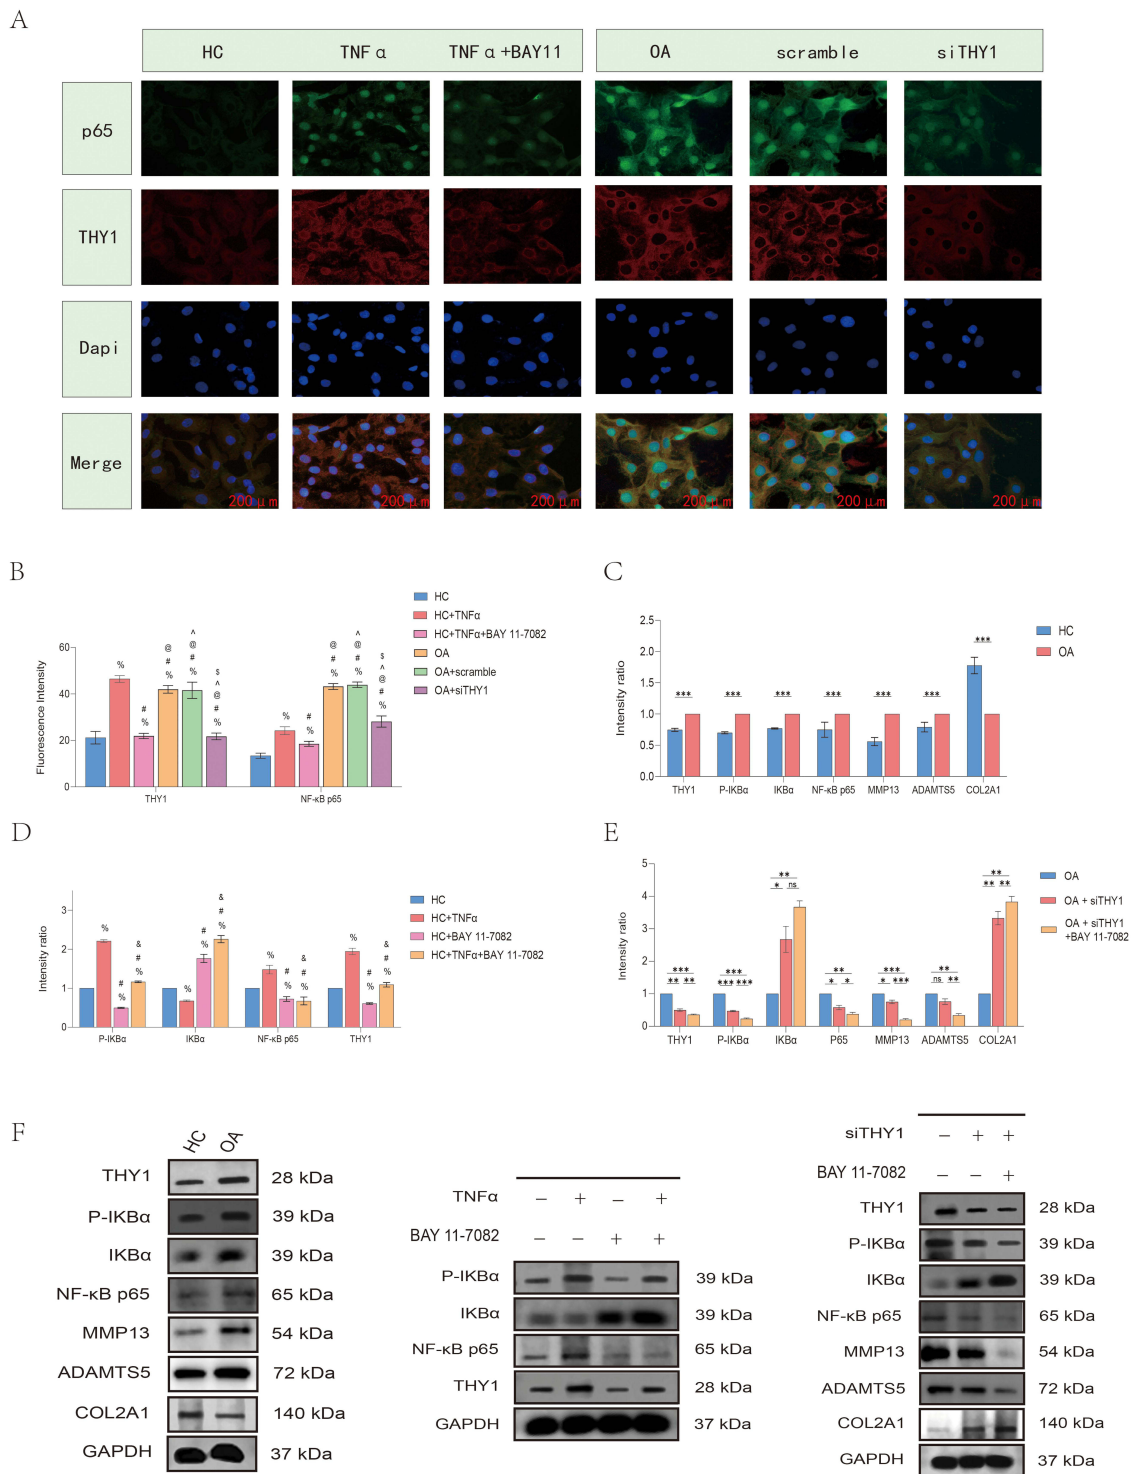 A
HC TNFα TNFα+BAY11 OA scramble siTHY1
p65
THY1
Dapi
Merge
200 μm 200 μm 200 μm 200 μm 200 μm 200 μm
B
HC
HC+TNFα
HC+TNFα+BAY 11-7082
OA
OA+scramble
OA+siTHY1
Fluorescence Intensity
60
40
20
0
% # % @ # % ^ @ # % $ ^ @ # %
% # % @ # % ^ @ # % $ ^ @ # %
THY1 NF-κB p65
C
HC
OA
Intensity ratio
2.5
2.0
1.5
1.0
0.5
0.0
*** *** *** *** *** *** ***
THY1 P-IKBα IKBα NF-κB p65 MMP13 ADAMTS5 COL2A1
D
HC
HC+TNFα
HC+BAY 11-7082
HC+TNFα+BAY 11-7082
Intensity ratio
3
2
1
0
% # % & # %
% # % & # %
% # % & # %
% # % & # %
P-IKBα IKBα NF-κB p65 THY1
E
OA
OA + siTHY1
OA + siTHY1
+BAY 11-7082
Intensity ratio
5
4
3
2
1
0
*** ** **
*** *** ***
** * ns
** * *
*** * ***
** ns **
** ** **
THY1 P-IKBα IKBα P65 MMP13 ADAMTS5 COL2A1
F
HC OA
THY1 28 kDa
P-IKBα 39 kDa
IKBα 39 kDa
NF-κB p65 65 kDa
MMP13 54 kDa
ADAMTS5 72 kDa
COL2A1 140 kDa
GAPDH 37 kDa
TNFα − + − +
BAY 11-7082 − − + +
P-IKBα 39 kDa
IKBα 39 kDa
NF-κB p65 65 kDa
THY1 28 kDa
GAPDH 37 kDa
siTHY1 − + +
BAY 11-7082 − − +
THY1 28 kDa
P-IKBα 39 kDa
IKBα 39 kDa
NF-κB p65 65 kDa
MMP13 54 kDa
ADAMTS5 72 kDa
COL2A1 140 kDa
GAPDH 37 kDa